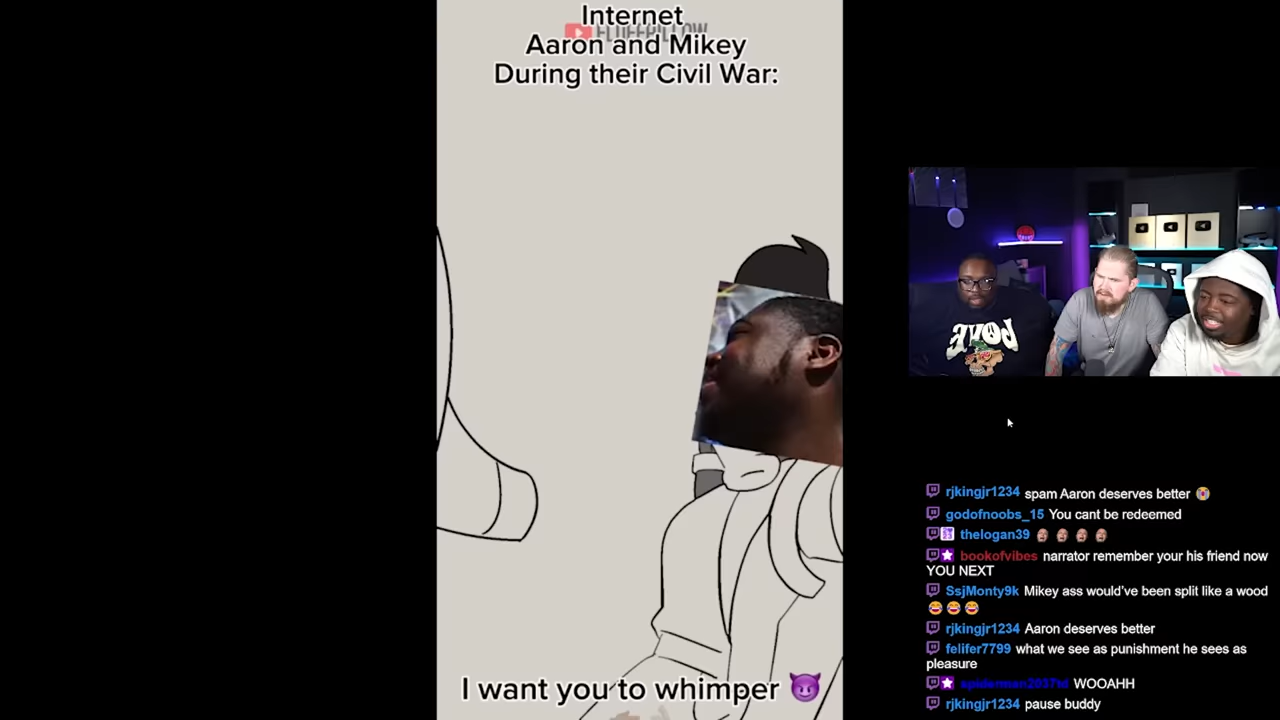 Internet
FLUFFPILLOW
Aaron and Mikey
During their Civil War:
I want you to whimper 😈
rjkingjr1234 spam Aaron deserves better 😭
godofnoobs_15 You cant be redeemed
thelogan39
bookofvibes narrator remember your his friend now
YOU NEXT
SsjMonty9k Mikey ass would've been split like a wood
😂 😂 😂
rjkingjr1234 Aaron deserves better
felifer7799 what we see as punishment he sees as
pleasure
WOOAHH
rjkingjr1234 pause buddy